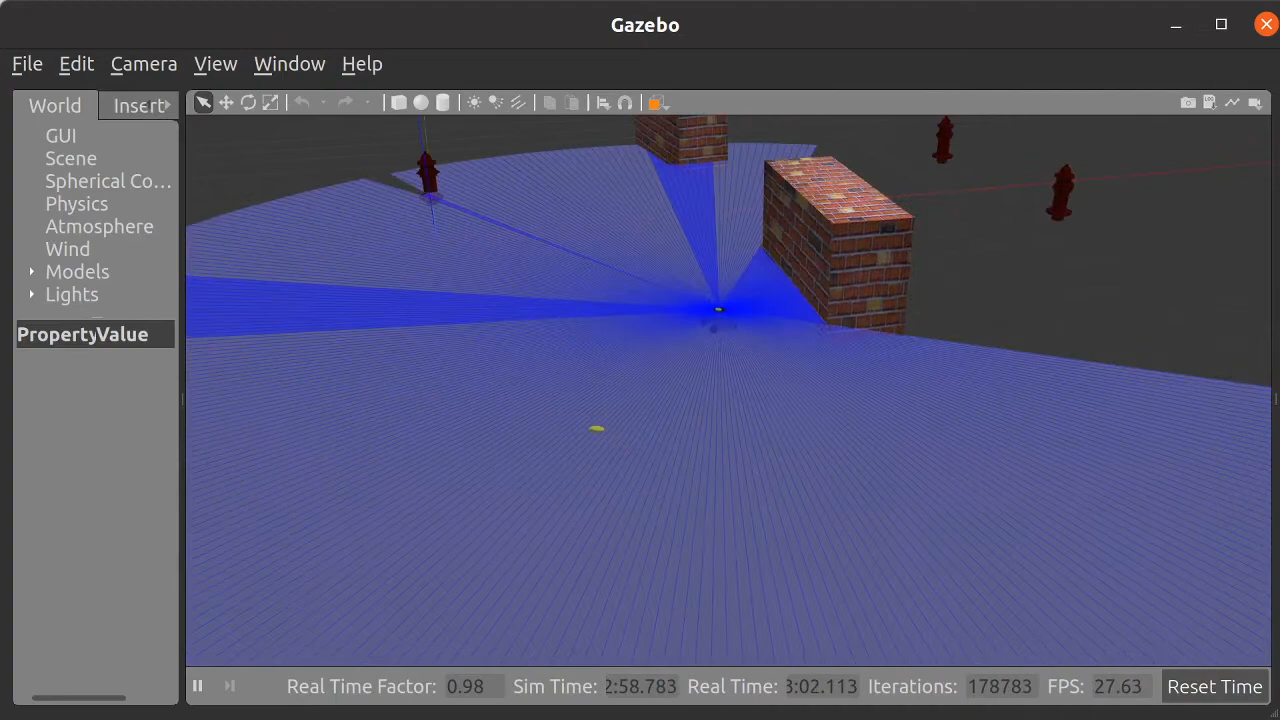 Gazebo
File Edit Camera View Window Help
World Insert
GUI
Scene
Spherical Co…
Physics
Atmosphere
Wind
Models
Lights
Property Value
Real Time Factor: 0.98 Sim Time: 2:58.783 Real Time: 3:02.113 Iterations: 178783 FPS: 27.63 Reset Time